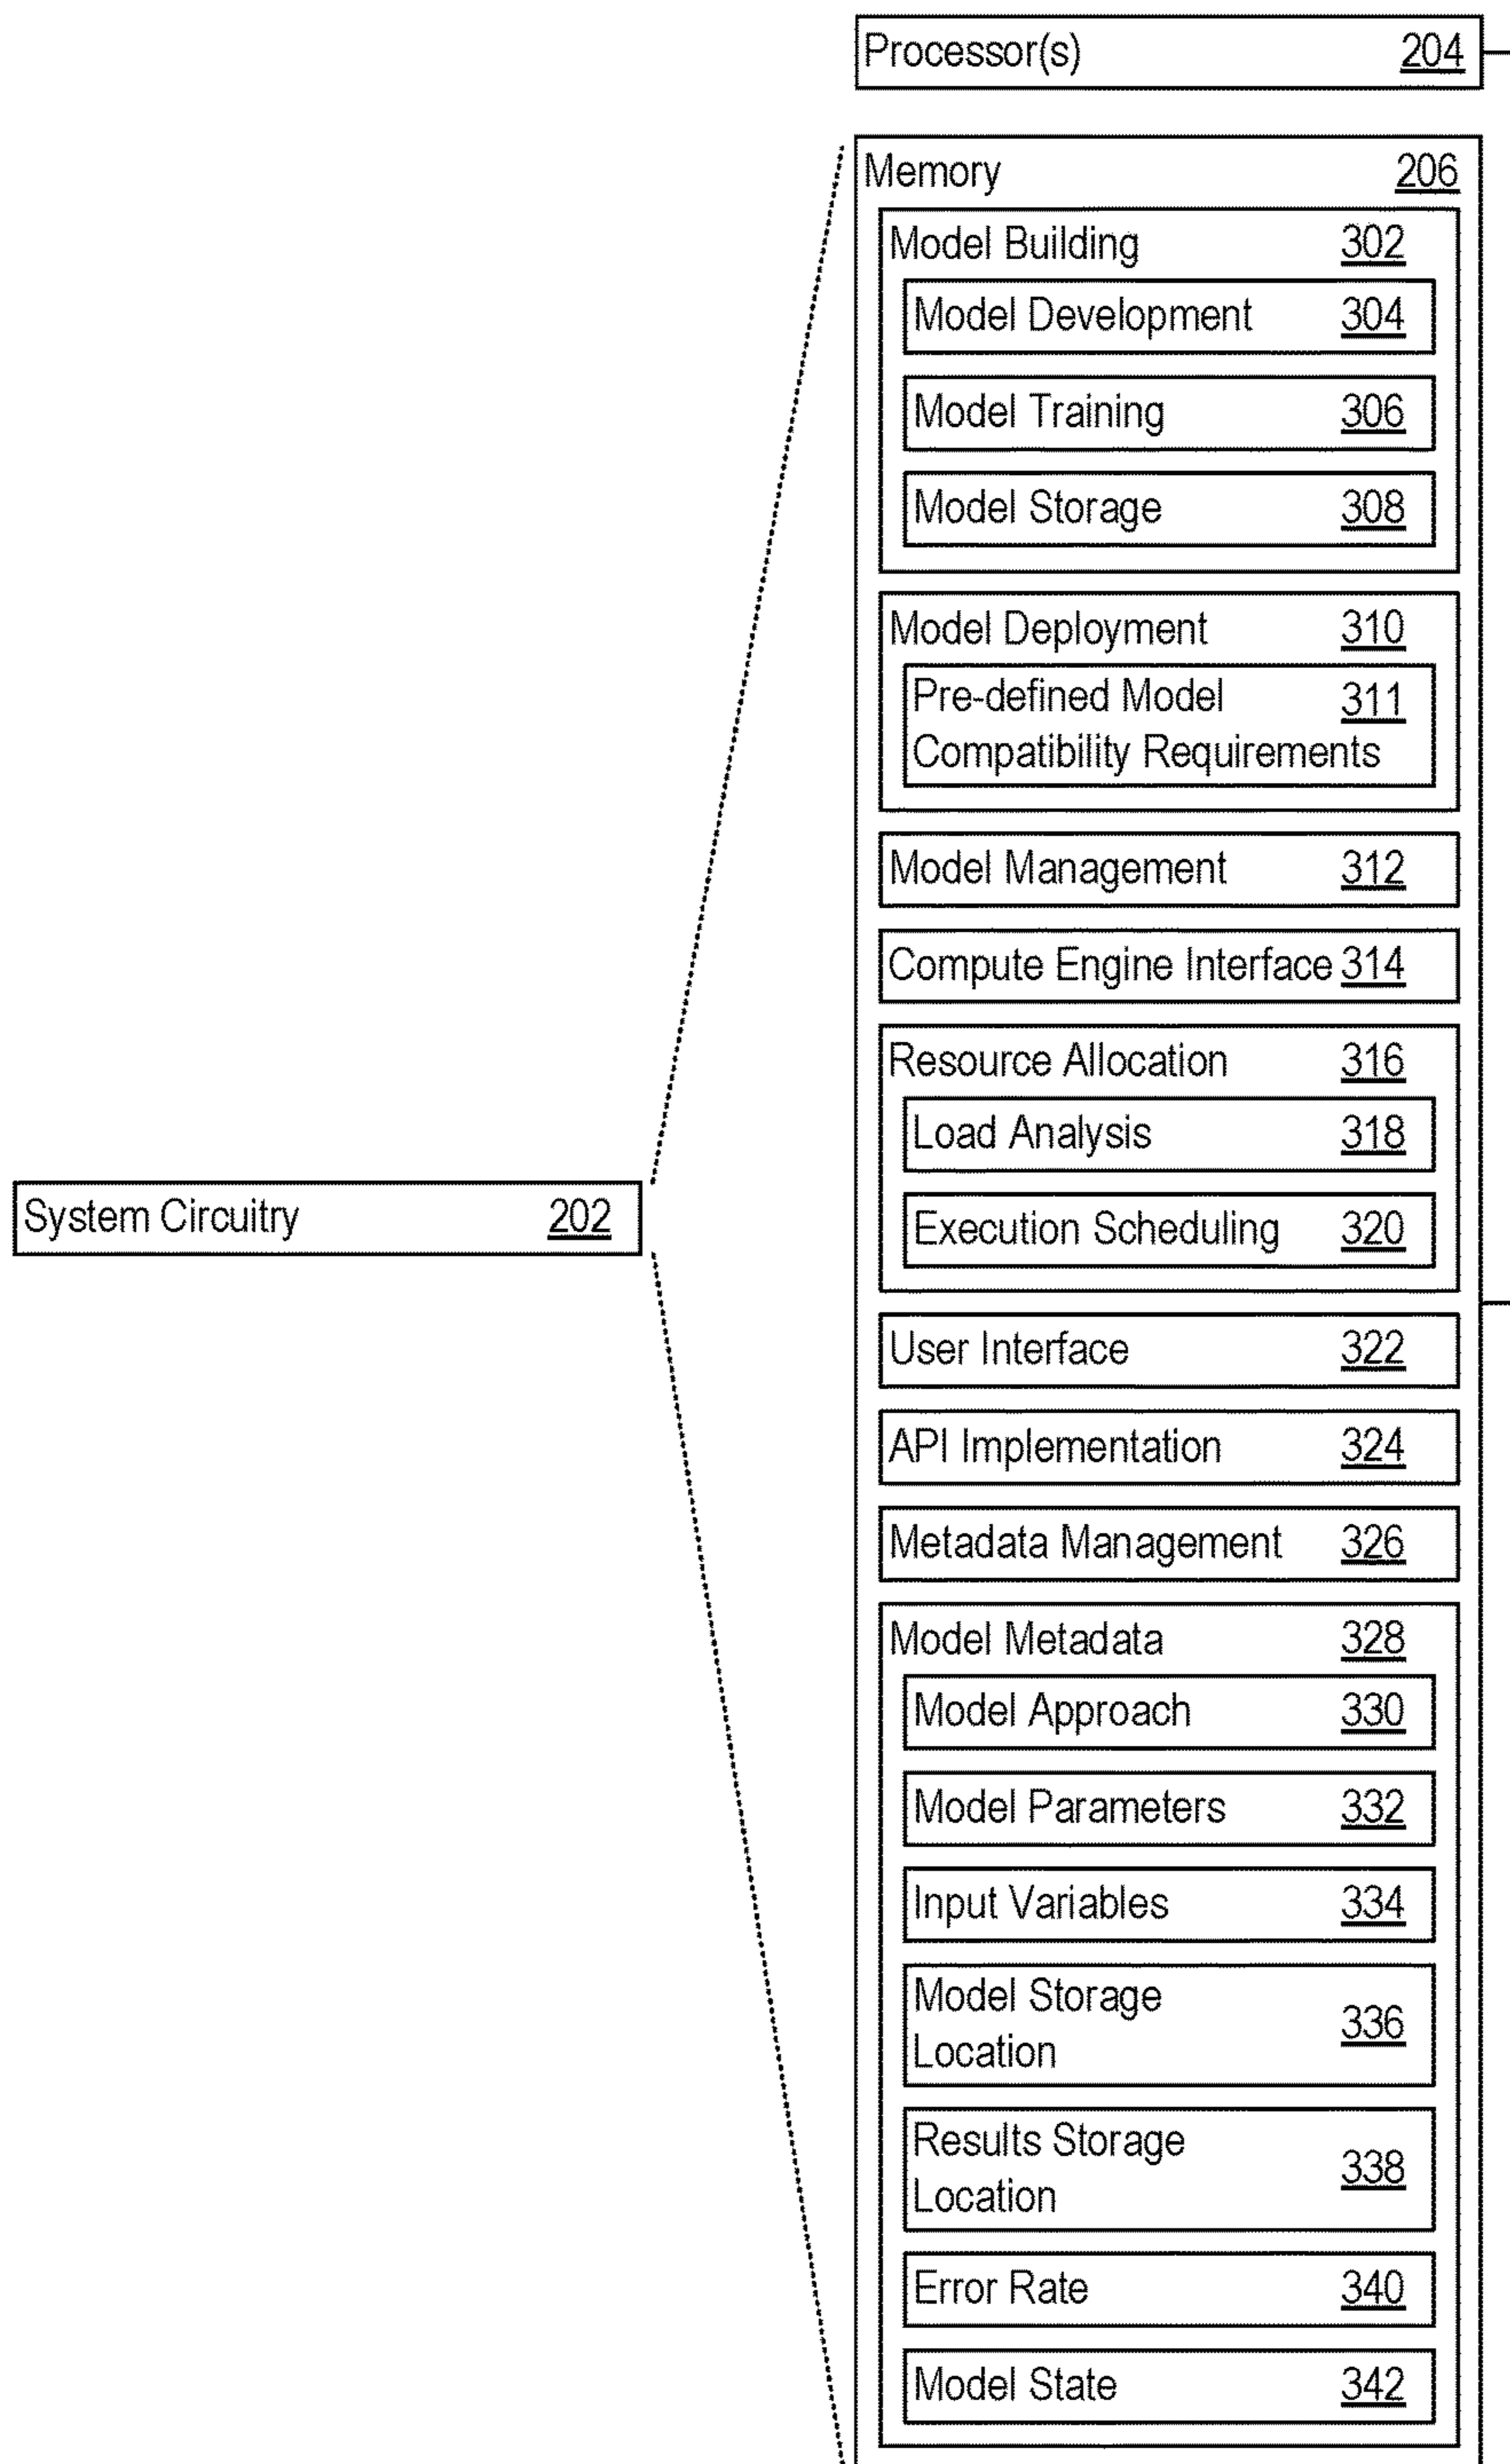 Processor(s) 204
Memory 206
Model Building 302
Model Development 304
Model Training 306
Model Storage 308
Model Deployment 310
Pre-defined Model 311
Compatibility Requirements
Model Management 312
Compute Engine Interface 314
Resource Allocation 316
Load Analysis 318
Execution Scheduling 320
System Circuitry 202
User Interface 322
API Implementation 324
Metadata Management 326
Model Metadata 328
Model Approach 330
Model Parameters 332
Input Variables 334
Model Storage
Location 336
Results Storage
Location 338
Error Rate 340
Model State 342